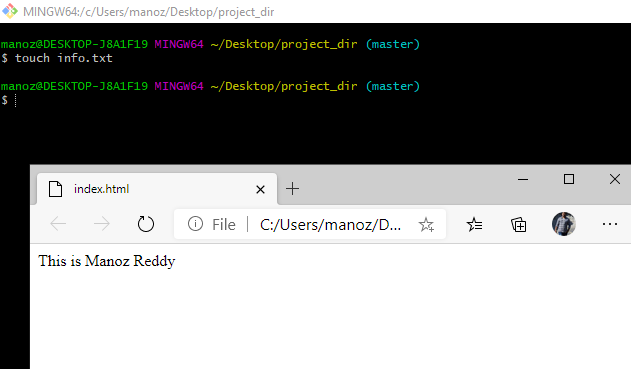 MINGW64:/c/Users/manoz/Desktop/project_dir
manoz@DESKTOP-J8A1F19 MINGW64 ~/Desktop/project_dir (master)
$ touch info.txt
manoz@DESKTOP-J8A1F19 MINGW64 ~/Desktop/project_dir (master)
$
index.html
File | C:/Users/manoz/D...
This is Manoz Reddy